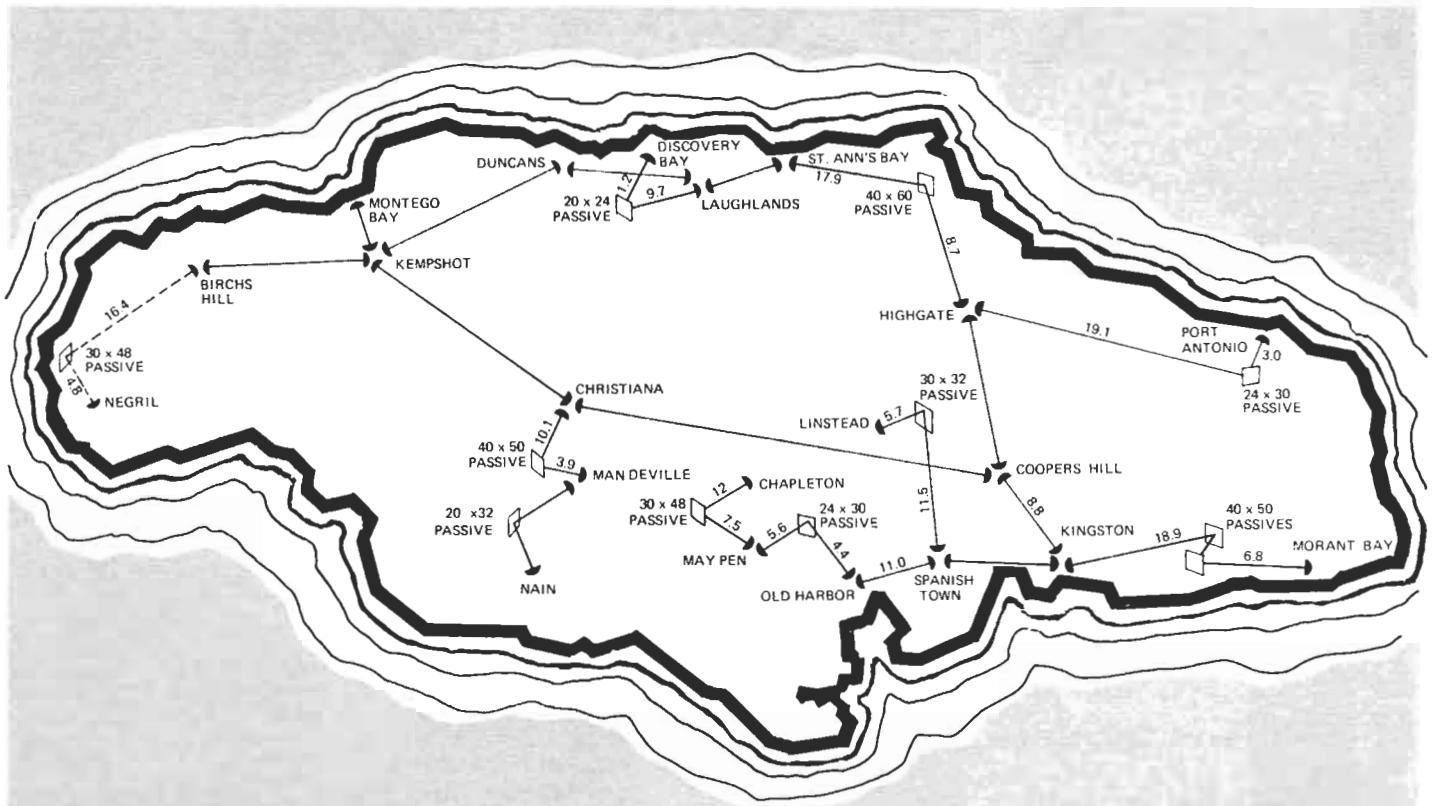 DISCOVERY
BAY
DUNCANS
ST. ANN'S BAY
17.9
1.2
9.7
20 x 24
PASSIVE
LAUGHLANDS
40 x 60
PASSIVE
MONTEGO
BAY
8.7
KEMPSHOT
BIRCHS
HILL
16.4
HIGHGATE
19.1
PORT
ANTONIO
3.0
30 x 48
PASSIVE
4.8
NEGRIL
24 x 30
PASSIVE
CHRISTIANA
30 x 32
PASSIVE
LINSTEAD
5.7
10.1
40 x 50
PASSIVE
3.9
MANDEVILLE
COOPERS HILL
11.5
8.8
CHAPLETON
12
30 x 48
PASSIVE
7.5
20 x32
PASSIVE
24 x 30
PASSIVE
5.6
4.4
MAY PEN
40 x 50
PASSIVES
KINGSTON
18.9
6.8
MORANT BAY
NAIN
OLD HARBOR
11.0
SPANISH
TOWN